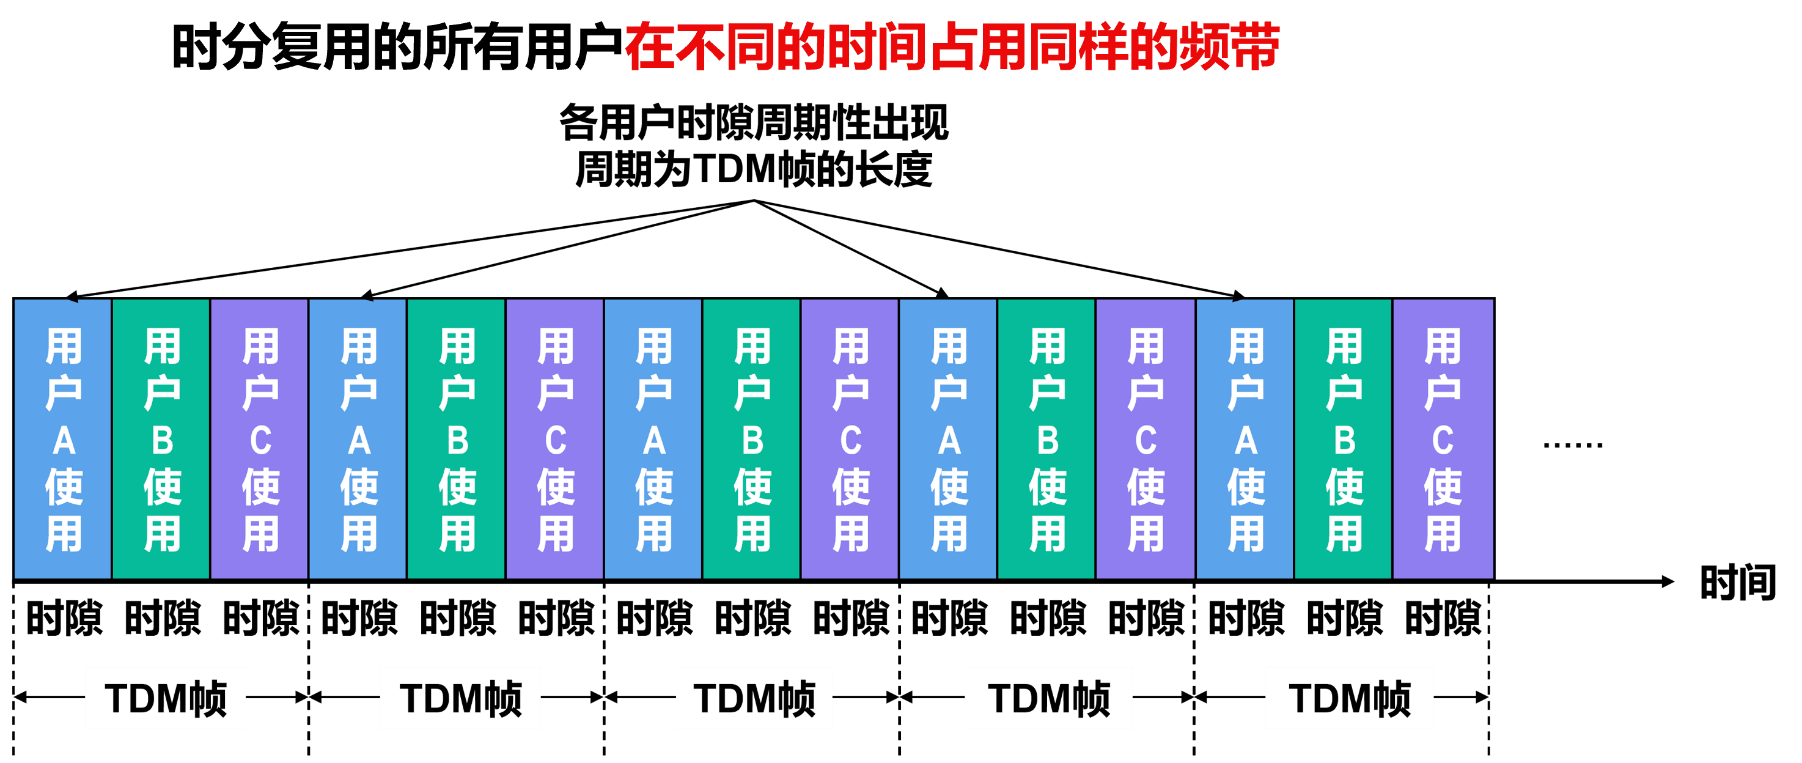 时分复用的所有用户在不同的时间占用同样的频带
各用户时隙周期性出现
周期为TDM帧的长度
用户A使用
用户B使用
用户C使用
用户A使用
用户B使用
用户C使用
用户A使用
用户B使用
用户C使用
用户A使用
用户B使用
用户C使用
用户A使用
用户B使用
用户C使用
……
时间
时隙 时隙 时隙 时隙 时隙 时隙 时隙 时隙 时隙 时隙 时隙 时隙 时隙 时隙 时隙
TDM帧 TDM帧 TDM帧 TDM帧 TDM帧